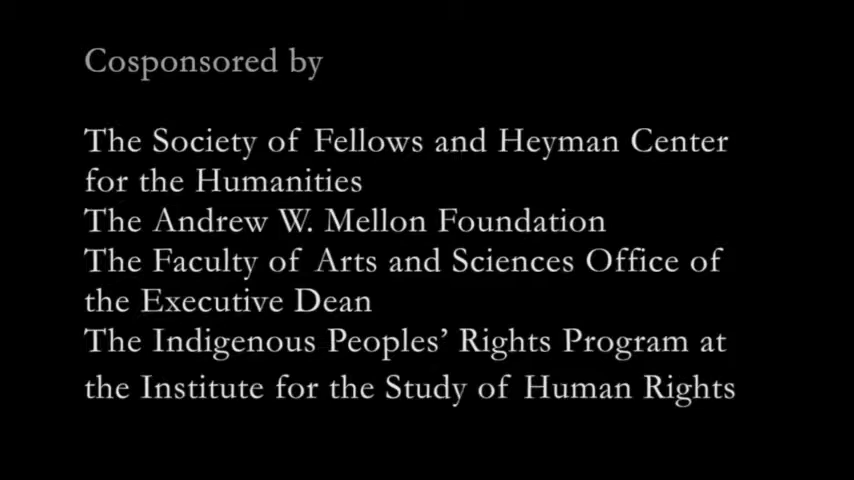 Cosponsored by
The Society of Fellows and Heyman Center
for the Humanities
The Andrew W. Mellon Foundation
The Faculty of Arts and Sciences Office of
the Executive Dean
The Indigenous Peoples’ Rights Program at
the Institute for the Study of Human Rights